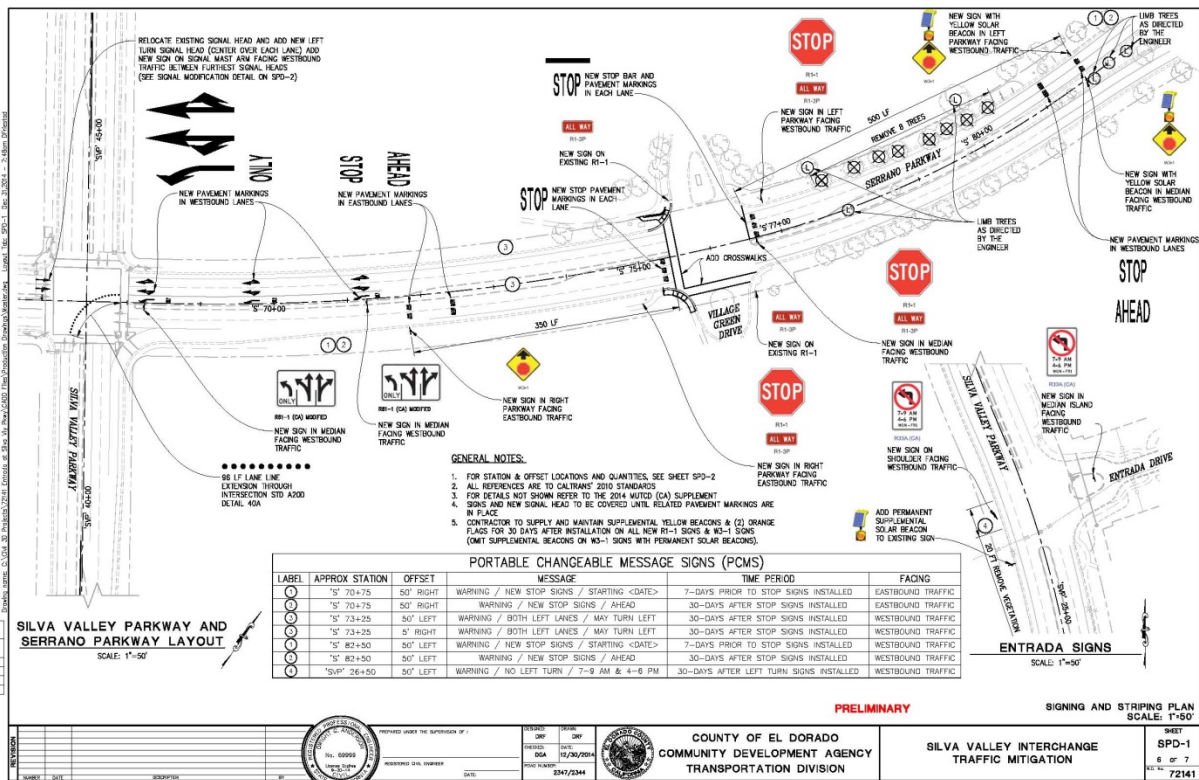 RELOCATE EXISTING SIGNAL HEAD AND ADD NEW LEFT
TURN SIGNAL HEAD (CENTER OVER EACH LANE) ADD
NEW SIGN ON SIGNAL MAST ARM FACING WESTBOUND
TRAFFIC BETWEEN FURTHEST SIGNAL HEADS
(SEE SIGNAL MODIFICATION DETAIL ON SPD-2)
ONLY
STOP
AHEAD
NEW PAVEMENT MARKINGS
IN WESTBOUND LANES
NEW PAVEMENT MARKINGS
IN EASTBOUND LANES
STOP
NEW STOP BAR AND
PAVEMENT MARKINGS
IN EACH LANE
ALL WAY
R1-3P
NEW SIGN ON
EXISTING R1-1
STOP
NEW STOP PAVEMENT
MARKINGS IN EACH
LANE
STOP
R1-1
ALL WAY
R1-3P
NEW SIGN IN LEFT
PARKWAY FACING
WESTBOUND TRAFFIC
NEW SIGN WITH
YELLOW SOLAR
BEACON IN LEFT
PARKWAY FACING
WESTBOUND TRAFFIC
W3-1
1 2
LIMB TREES
AS DIRECTED
BY THE
ENGINEER
500 LF
REMOVE 8 TREES
SERRANO PARKWAY
'S' 80+00
'S' 77+00
'S' 75+00
'S' 70+00
W3-1
NEW SIGN WITH
YELLOW SOLAR
BEACON IN MEDIAN
FACING WESTBOUND
TRAFFIC
LIMB TREES
AS DIRECTED
BY THE
ENGINEER
NEW PAVEMENT MARKINGS
IN WESTBOUND LANES
STOP
AHEAD
3
3
ADD CROSSWALKS
VILLAGE
GREEN
DRIVE
350 LF
1 2
STOP
R1-1
ALL WAY
R1-3P
NEW SIGN IN MEDIAN
FACING WESTBOUND
TRAFFIC
ALL WAY
R1-3P
NEW SIGN ON
EXISTING R1-1
STOP
R1-1
ALL WAY
R1-3P
NEW SIGN IN RIGHT
PARKWAY FACING
EASTBOUND TRAFFIC
W3-1
NEW SIGN IN RIGHT
PARKWAY FACING
EASTBOUND TRAFFIC
ONLY
R61-1 (CA) MODIFIED
NEW SIGN IN MEDIAN
FACING WESTBOUND
TRAFFIC
ONLY
R61-1 (CA) MODIFIED
NEW SIGN IN MEDIAN
FACING WESTBOUND
TRAFFIC
96 LF LANE LINE
EXTENSION THROUGH
INTERSECTION STD A20D
DETAIL 40A
SILVA VALLEY PARKWAY
GENERAL NOTES:
1. FOR STATION & OFFSET LOCATIONS AND QUANTITIES, SEE SHEET SPD-2
2. ALL REFERENCES ARE TO CALTRANS' 2010 STANDARDS
3. FOR DETAILS NOT SHOWN REFER TO THE 2014 MUTCD (CA) SUPPLEMENT
4. SIGNS AND NEW SIGNAL HEAD TO BE COVERED UNTIL RELATED PAVEMENT MARKINGS ARE
IN PLACE
5. CONTRACTOR TO SUPPLY AND MAINTAIN SUPPLEMENTAL YELLOW BEACONS & (2) ORANGE
FLAGS FOR 30 DAYS AFTER INSTALLATION ON ALL NEW R1-1 SIGNS & W3-1 SIGNS
(OMIT SUPPLEMENTAL BEACONS ON W3-1 SIGNS WITH PERMANENT SOLAR BEACONS).
7-9 AM
4-6 PM
MON-FRI
R33A (CA)
NEW SIGN ON
SHOULDER FACING
WESTBOUND TRAFFIC
7-9 AM
4-6 PM
MON-FRI
R33A (CA)
NEW SIGN IN
MEDIAN ISLAND
FACING
WESTBOUND
TRAFFIC
SILVA VALLEY PARKWAY
ENTRADA DRIVE
ADD PERMANENT
SUPPLEMENTAL
SOLAR BEACON
TO EXISTING SIGN
4
20 FT REMOVE VEGETATION
'SVP' 25+00
ENTRADA SIGNS
SCALE: 1"=50'
SILVA VALLEY PARKWAY AND
SERRANO PARKWAY LAYOUT
SCALE: 1"=50'
PORTABLE CHANGEABLE MESSAGE SIGNS (PCMS)
LABEL APPROX STATION OFFSET MESSAGE TIME PERIOD FACING
1 'S' 70+75 50' RIGHT WARNING / NEW STOP SIGNS / STARTING <DATE> 7-DAYS PRIOR TO STOP SIGNS INSTALLED EASTBOUND TRAFFIC
2 'S' 70+75 50' RIGHT WARNING / NEW STOP SIGNS / AHEAD 30-DAYS AFTER STOP SIGNS INSTALLED EASTBOUND TRAFFIC
3 'S' 73+25 50' LEFT WARNING / BOTH LEFT LANES / MAY TURN LEFT 30-DAYS AFTER STOP SIGNS INSTALLED WESTBOUND TRAFFIC
3 'S' 73+25 5' RIGHT WARNING / BOTH LEFT LANES / MAY TURN LEFT 30-DAYS AFTER STOP SIGNS INSTALLED WESTBOUND TRAFFIC
1 'S' 82+50 50' LEFT WARNING / NEW STOP SIGNS / STARTING <DATE> 7-DAYS PRIOR TO STOP SIGNS INSTALLED WESTBOUND TRAFFIC
2 'S' 82+50 50' LEFT WARNING / NEW STOP SIGNS / AHEAD 30-DAYS AFTER STOP SIGNS INSTALLED WESTBOUND TRAFFIC
4 'SVP' 26+50 50' LEFT WARNING / NO LEFT TURN / 7-9 AM & 4-6 PM 30-DAYS AFTER LEFT TURN SIGNS INSTALLED WESTBOUND TRAFFIC
PRELIMINARY
SIGNING AND STRIPING PLAN
SCALE: 1"=50'
REVISION
NUMBER DATE DESCRIPTION BY
No. 69999
CIVIL
PREPARED UNDER THE SUPERVISION OF :
REGISTERED CIVIL ENGINEER
DATE:
DESIGNED: DRF
DRAWN: DRF
CHECKED: DGA
DATE: 12/30/2014
ROAD NUMBER: 2347/2344
COUNTY OF EL DORADO
COMMUNITY DEVELOPMENT AGENCY
TRANSPORTATION DIVISION
SILVA VALLEY INTERCHANGE
TRAFFIC MITIGATION
SHEET
SPD-1
6 OF 7
72141